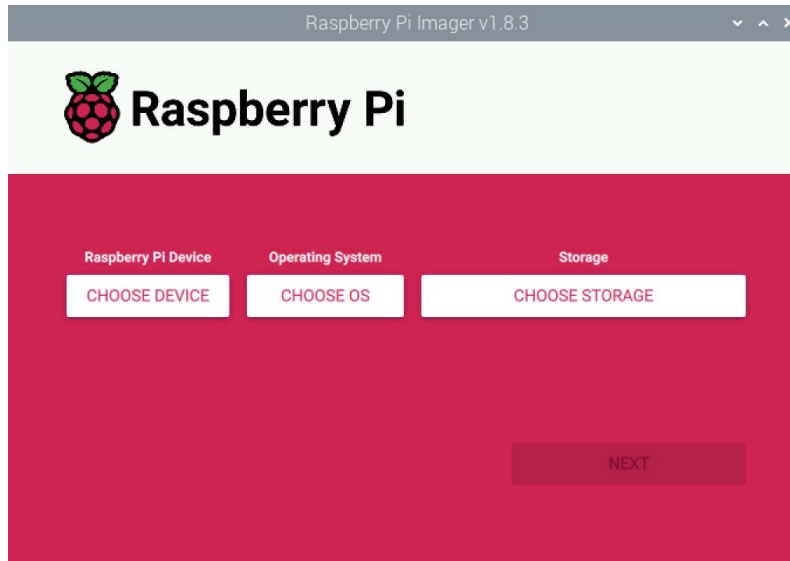 Raspberry Pi Imager v1.8.3
Raspberry Pi
Raspberry Pi Device Operating System Storage
CHOOSE DEVICE CHOOSE OS CHOOSE STORAGE
NEXT